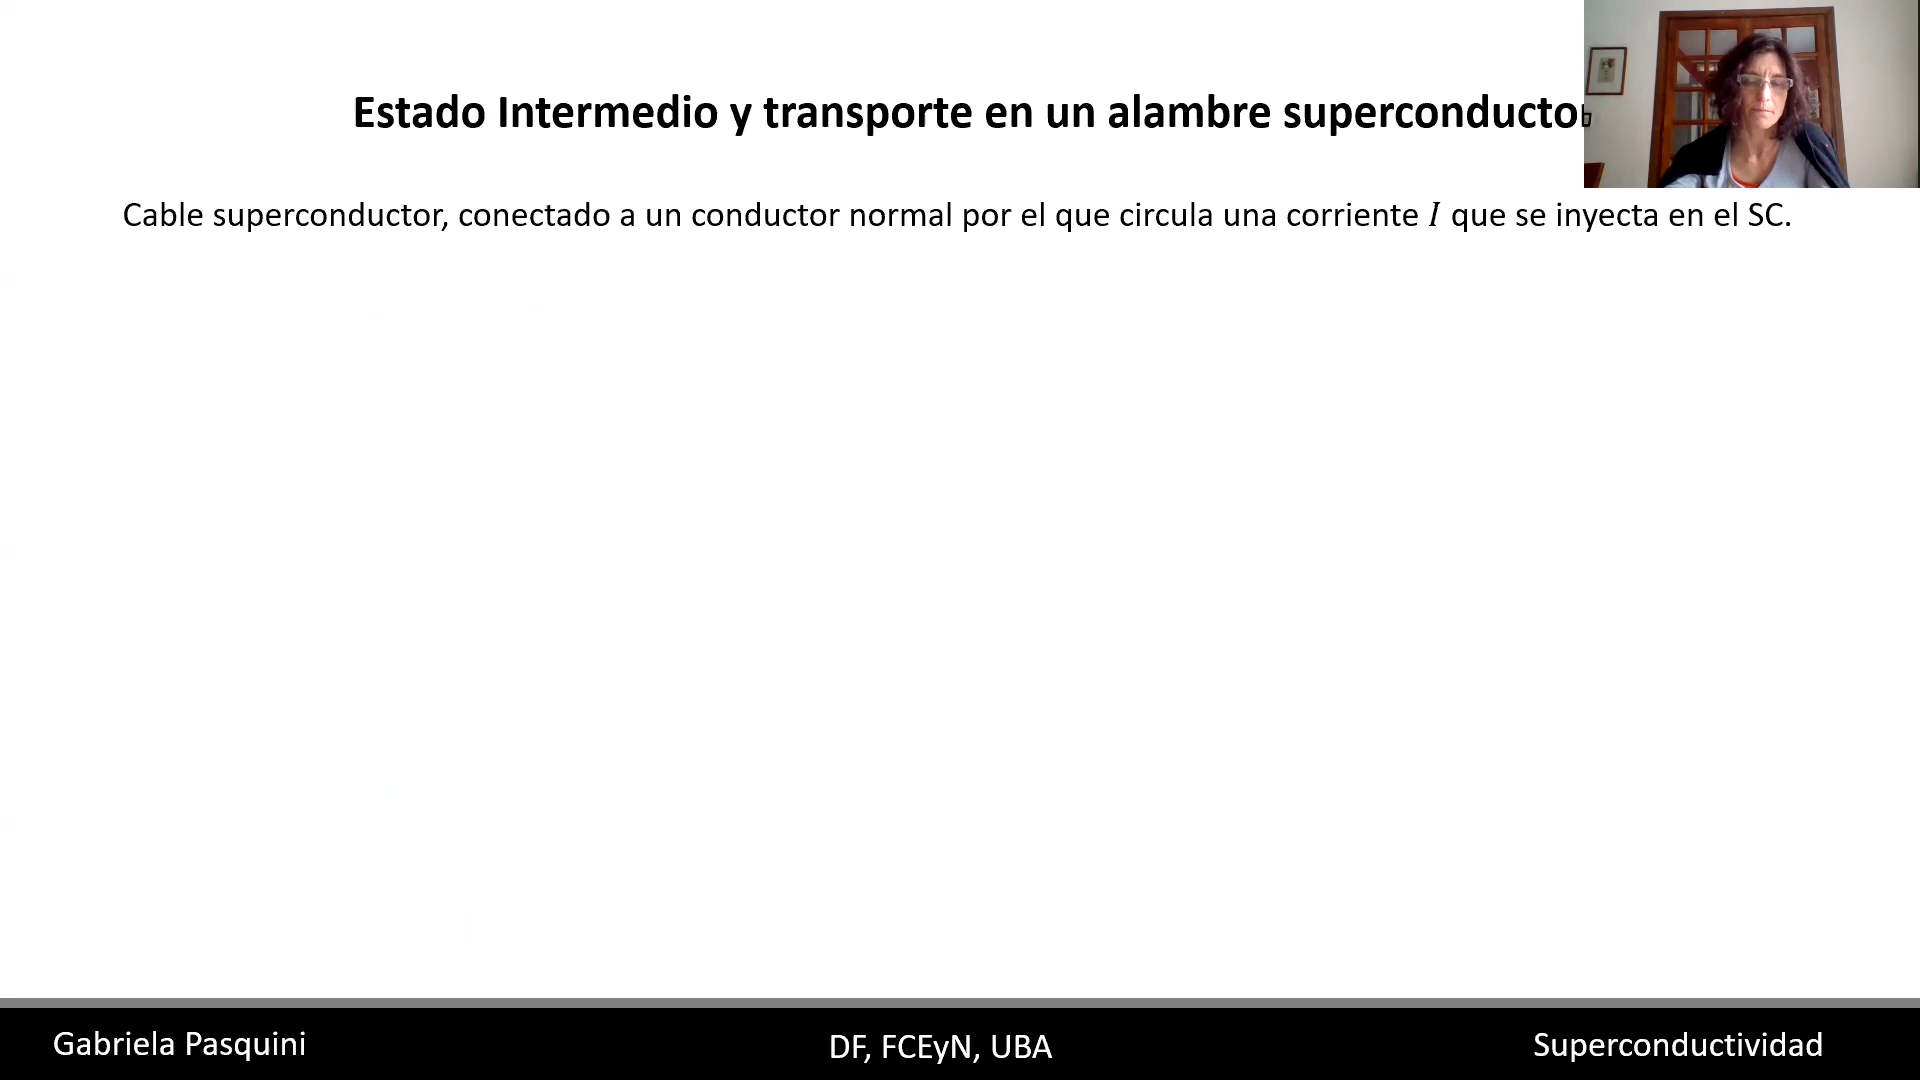 Estado Intermedio y transporte en un alambre superconductor
Cable superconductor, conectado a un conductor normal por el que circula una corriente I que se inyecta en el SC.
Gabriela Pasquini
DF, FCEyN, UBA
Superconductividad